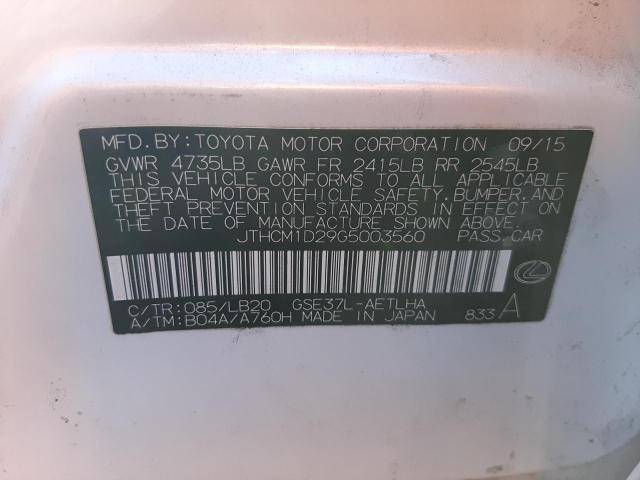 MFD.BY:TOYOTA MOTOR CORPORATION 09/15
GVWR 4735LB GAWR FR 2415LB RR 2545LB
THIS VEHICLE CONFORMS TO ALL APPLICABLE
FEDERAL MOTOR VEHICLE SAFETY.BUMPER.AND
THEFT PREVENTION STANDARDS IN EFFECT ON
THE DATE OF MANUFACTURE SHOWN ABOVE.
JTHCM1D29G5003560 PASS.CAR
C/TR:085/LB20 GSE37L-AETLHA
A/TM:B04A/A760H MADE IN JAPAN 833 A